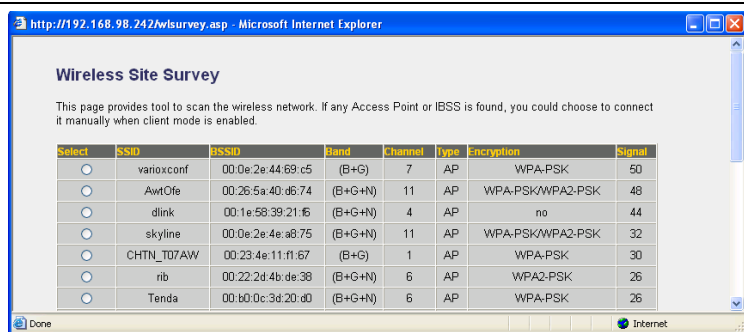 http://192.168.98.242/wlsurvey.asp - Microsoft Internet Explorer
Wireless Site Survey
This page provides tool to scan the wireless network. If any Access Point or IBSS is found, you could choose to connect
it manually when client mode is enabled.
Select SSID BSSID Band Channel Type Encryption Signal
varioxconf 00:0e:2e:44:69:c5 (B+G) 7 AP WPA-PSK 50
AwtOfe 00:26:5a:40:d6:74 (B+G+N) 11 AP WPA-PSK/WPA2-PSK 48
dlink 00:1e:58:39:21:f6 (B+G+N) 4 AP no 44
skyline 00:0e:2e:4e:a8:75 (B+G+N) 11 AP WPA-PSK/WPA2-PSK 32
CHTN_T07AW 00:23:4e:11:f1:67 (B+G) 1 AP WPA-PSK 30
rib 00:22:2d:4b:de:38 (B+G+N) 6 AP WPA2-PSK 26
Tenda 00:b0:0c:3d:20:d0 (B+G+N) 6 AP WPA-PSK 26
Done Internet